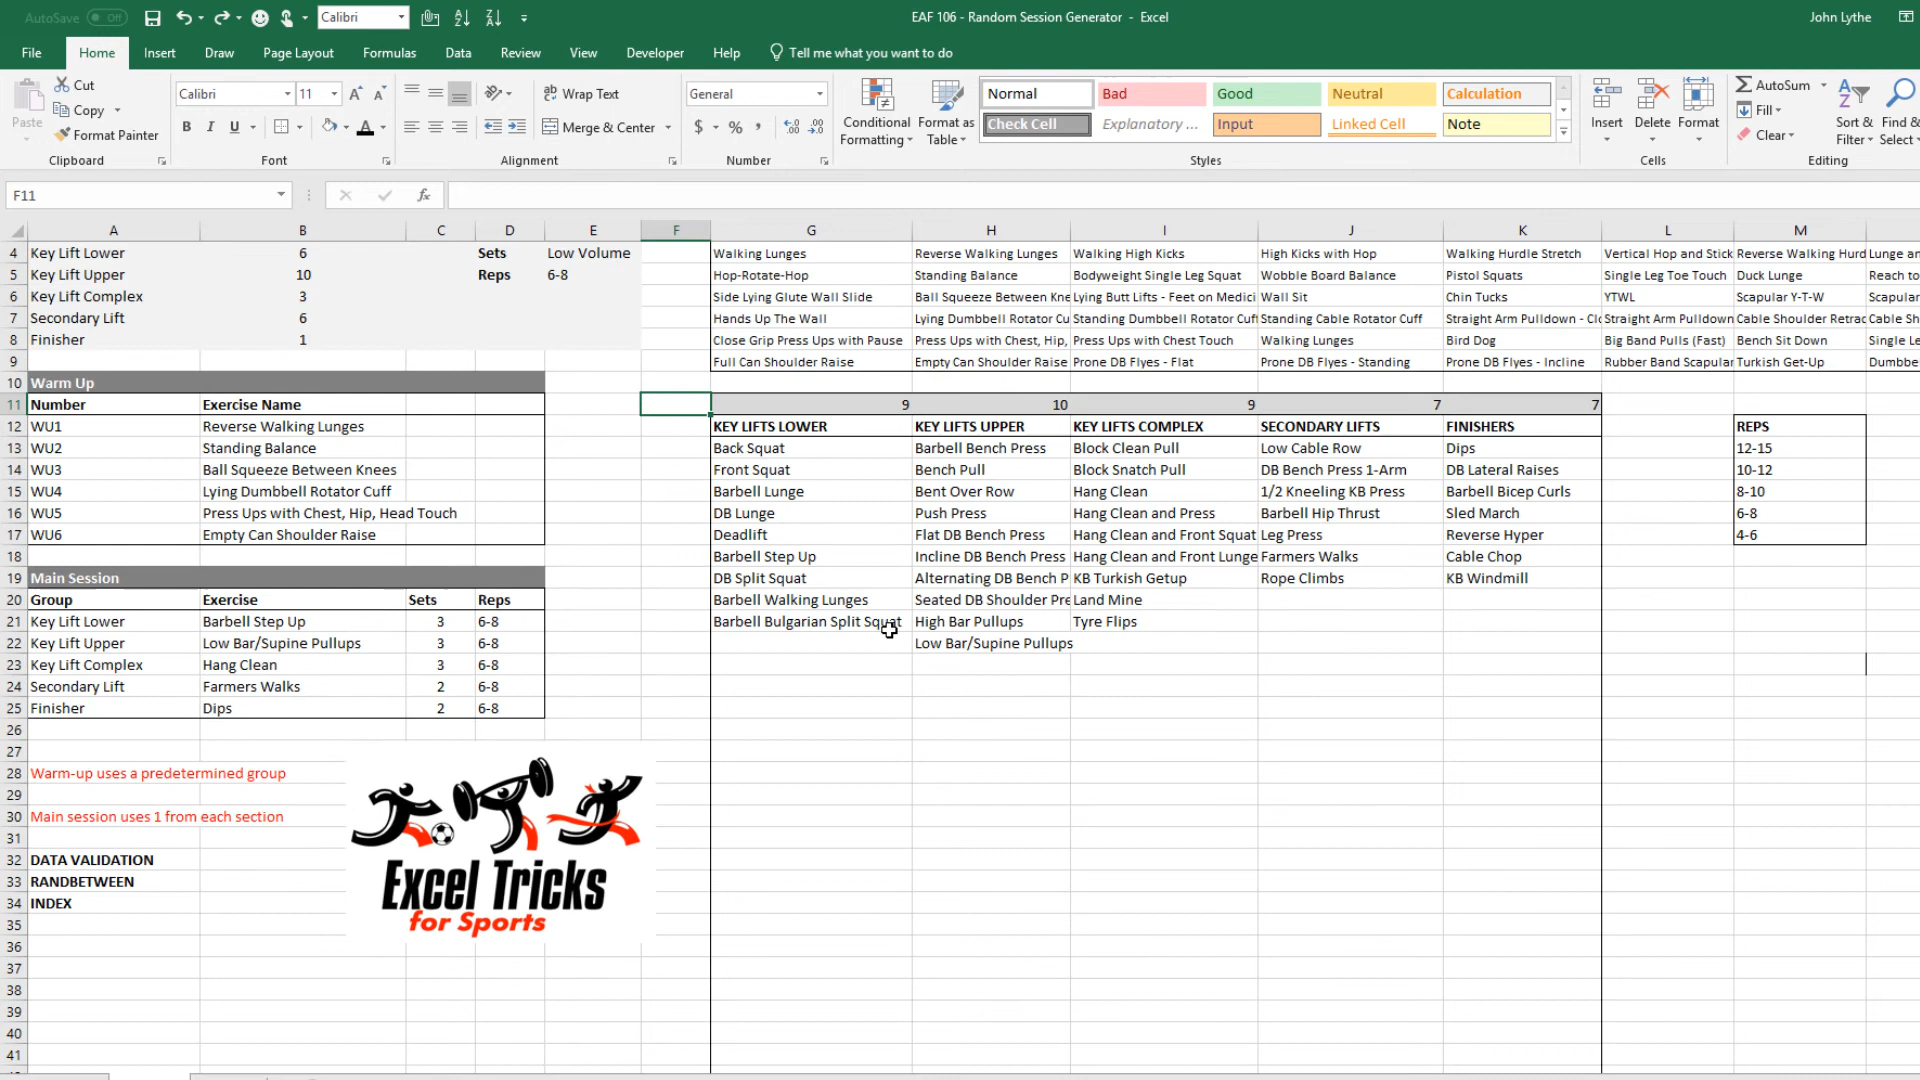 AutoSave Off Calibri EAF 106 - Random Session Generator - Excel John Lythe
File Home Insert Draw Page Layout Formulas Data Review View Developer Help Tell me what you want to do
Paste Cut Copy Format Painter
Calibri 11
B I U
Wrap Text
Merge & Center
General
$ % ,
Conditional Formatting Format as Table
Normal Bad Good Neutral Calculation
Check Cell Explanatory ... Input Linked Cell Note
Insert Delete Format
AutoSum
Fill
Clear
Sort & Filter Find & Select
Clipboard Font Alignment Number Styles Cells Editing
F11 fx
A B C D E F G H I J K L M
4 Key Lift Lower 6 Sets Low Volume Walking Lunges Reverse Walking Lunges Walking High Kicks High Kicks with Hop Walking Hurdle Stretch Vertical Hop and Stick Reverse Walking Hurd Lunge an
5 Key Lift Upper 10 Reps 6-8 Hop-Rotate-Hop Standing Balance Bodyweight Single Leg Squat Wobble Board Balance Pistol Squats Single Leg Toe Touch Duck Lunge Reach to
6 Key Lift Complex 3 Side Lying Glute Wall Slide Ball Squeeze Between Kne Lying Butt Lifts - Feet on Medici Wall Sit Chin Tucks YTWL Scapular Y-T-W Scapular
7 Secondary Lift 6 Hands Up The Wall Lying Dumbbell Rotator Cu Standing Dumbbell Rotator Cuf Standing Cable Rotator Cuff Straight Arm Pulldown - Clo Straight Arm Pulldown Cable Shoulder Retrac Cable Sh
8 Finisher 1 Close Grip Press Ups with Pause Press Ups with Chest, Hip, Press Ups with Chest Touch Walking Lunges Bird Dog Big Band Pulls (Fast) Bench Sit Down Single Le
9 Full Can Shoulder Raise Empty Can Shoulder Raise Prone DB Flyes - Flat Prone DB Flyes - Standing Prone DB Flyes - Incline Rubber Band Scapular Turkish Get-Up Dumbbe
10 Warm Up
11 Number Exercise Name 9 10 9 7 7
12 WU1 Reverse Walking Lunges KEY LIFTS LOWER KEY LIFTS UPPER KEY LIFTS COMPLEX SECONDARY LIFTS FINISHERS REPS
13 WU2 Standing Balance Back Squat Barbell Bench Press Block Clean Pull Low Cable Row Dips 12-15
14 WU3 Ball Squeeze Between Knees Front Squat Bench Pull Block Snatch Pull DB Bench Press 1-Arm DB Lateral Raises 10-12
15 WU4 Lying Dumbbell Rotator Cuff Barbell Lunge Bent Over Row Hang Clean 1/2 Kneeling KB Press Barbell Bicep Curls 8-10
16 WU5 Press Ups with Chest, Hip, Head Touch DB Lunge Push Press Hang Clean and Press Barbell Hip Thrust Sled March 6-8
17 WU6 Empty Can Shoulder Raise Deadlift Flat DB Bench Press Hang Clean and Front Squat Leg Press Reverse Hyper 4-6
18 Barbell Step Up Incline DB Bench Press Hang Clean and Front Lunge Farmers Walks Cable Chop
19 Main Session DB Split Squat Alternating DB Bench P KB Turkish Getup Rope Climbs KB Windmill
20 Group Exercise Sets Reps Barbell Walking Lunges Seated DB Shoulder Pre Land Mine
21 Key Lift Lower Barbell Step Up 3 6-8 Barbell Bulgarian Split Squat High Bar Pullups Tyre Flips
22 Key Lift Upper Low Bar/Supine Pullups 3 6-8 Low Bar/Supine Pullups
23 Key Lift Complex Hang Clean 3 6-8
24 Secondary Lift Farmers Walks 2 6-8
25 Finisher Dips 2 6-8
26
27
28 Warm-up uses a predetermined group
29
30 Main session uses 1 from each section
31
32 DATA VALIDATION
33 RANDBETWEEN
34 INDEX
Excel Tricks
for Sports
35
36
37
38
39
40
41